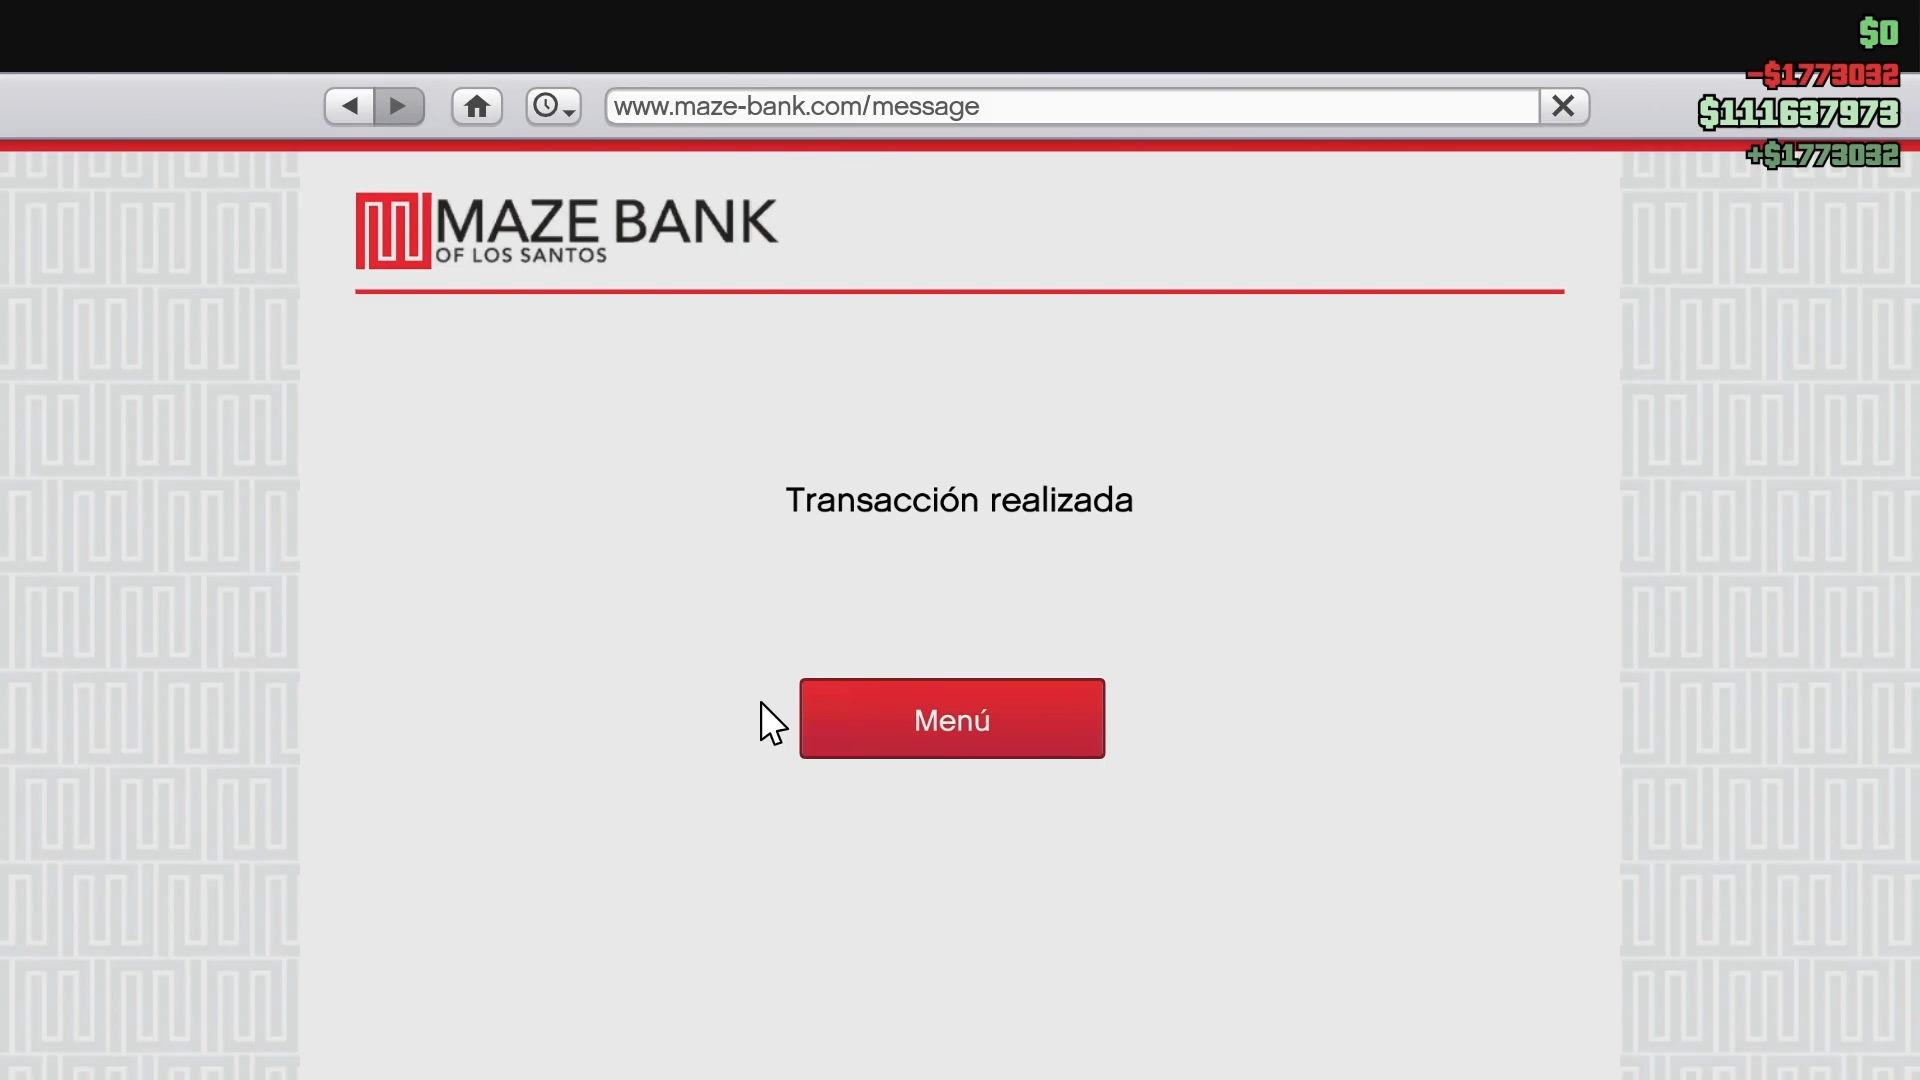 $0
-$1773032
www.maze-bank.com/message
$111637973
+$1773032
MAZE BANK
OF LOS SANTOS
Transacción realizada
Menú